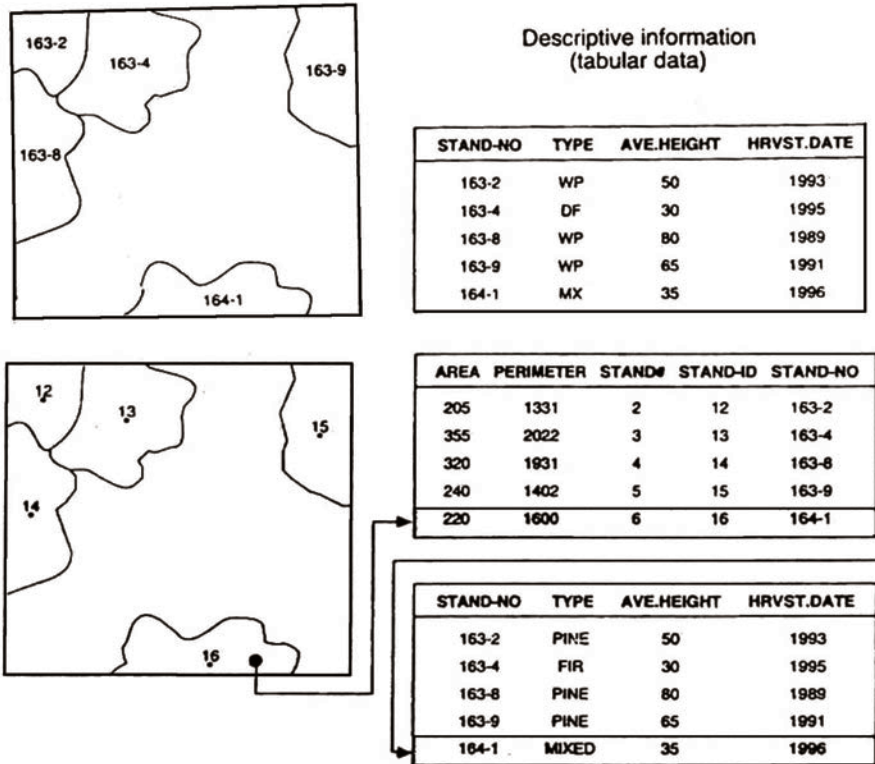 163-2
163-4
163-9
163-8
164-1
Descriptive information
(tabular data)
STAND-NO TYPE AVE.HEIGHT HRVST.DATE
163-2 WP 50 1993
163-4 DF 30 1995
163-8 WP 80 1989
163-9 WP 65 1991
164-1 MX 35 1996
12
13
15
14
16
AREA PERIMETER STAND# STAND-ID STAND-NO
205 1331 2 12 163-2
355 2022 3 13 163-4
320 1931 4 14 163-8
240 1402 5 15 163-9
220 1600 6 16 164-1
STAND-NO TYPE AVE.HEIGHT HRVST.DATE
163-2 PINE 50 1993
163-4 FIR 30 1995
163-8 PINE 80 1989
163-9 PINE 65 1991
164-1 MIXED 35 1996